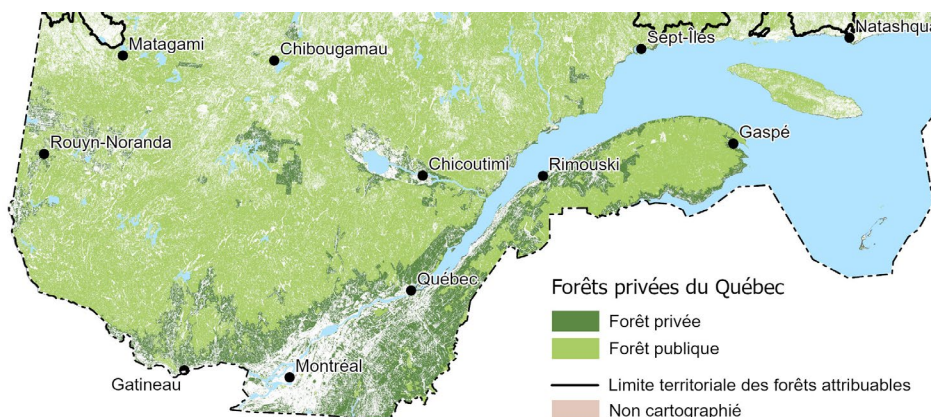 Matagami
Chibougamau
Sept-Îles
Natashqua
Rouyn-Noranda
Chicoutimi
Rimouski
Gaspé
Québec
Gatineau
Montréal
Forêts privées du Québec
Forêt privée
Forêt publique
Limite territoriale des forêts attribuables
Non cartographié